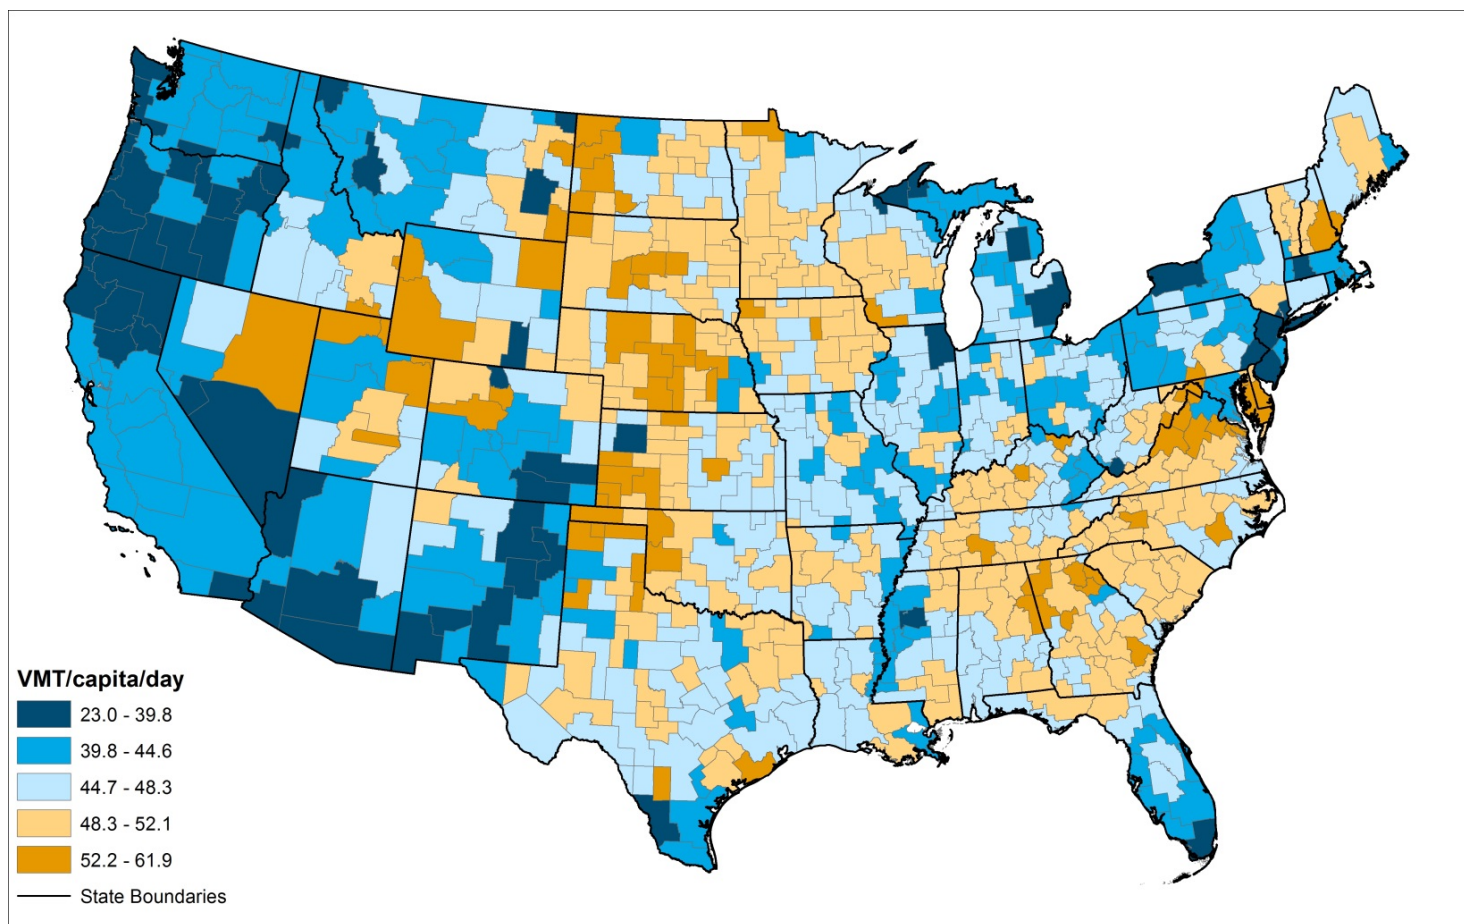 VMT/capita/day
23.0 - 39.8
39.8 - 44.6
44.7 - 48.3
48.3 - 52.1
52.2 - 61.9
State Boundaries